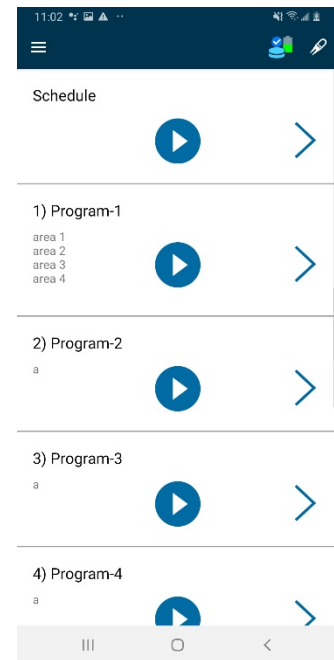 11:02
Schedule
1) Program-1
area 1
area 2
area 3
area 4
2) Program-2
a
3) Program-3
a
4) Program-4
a